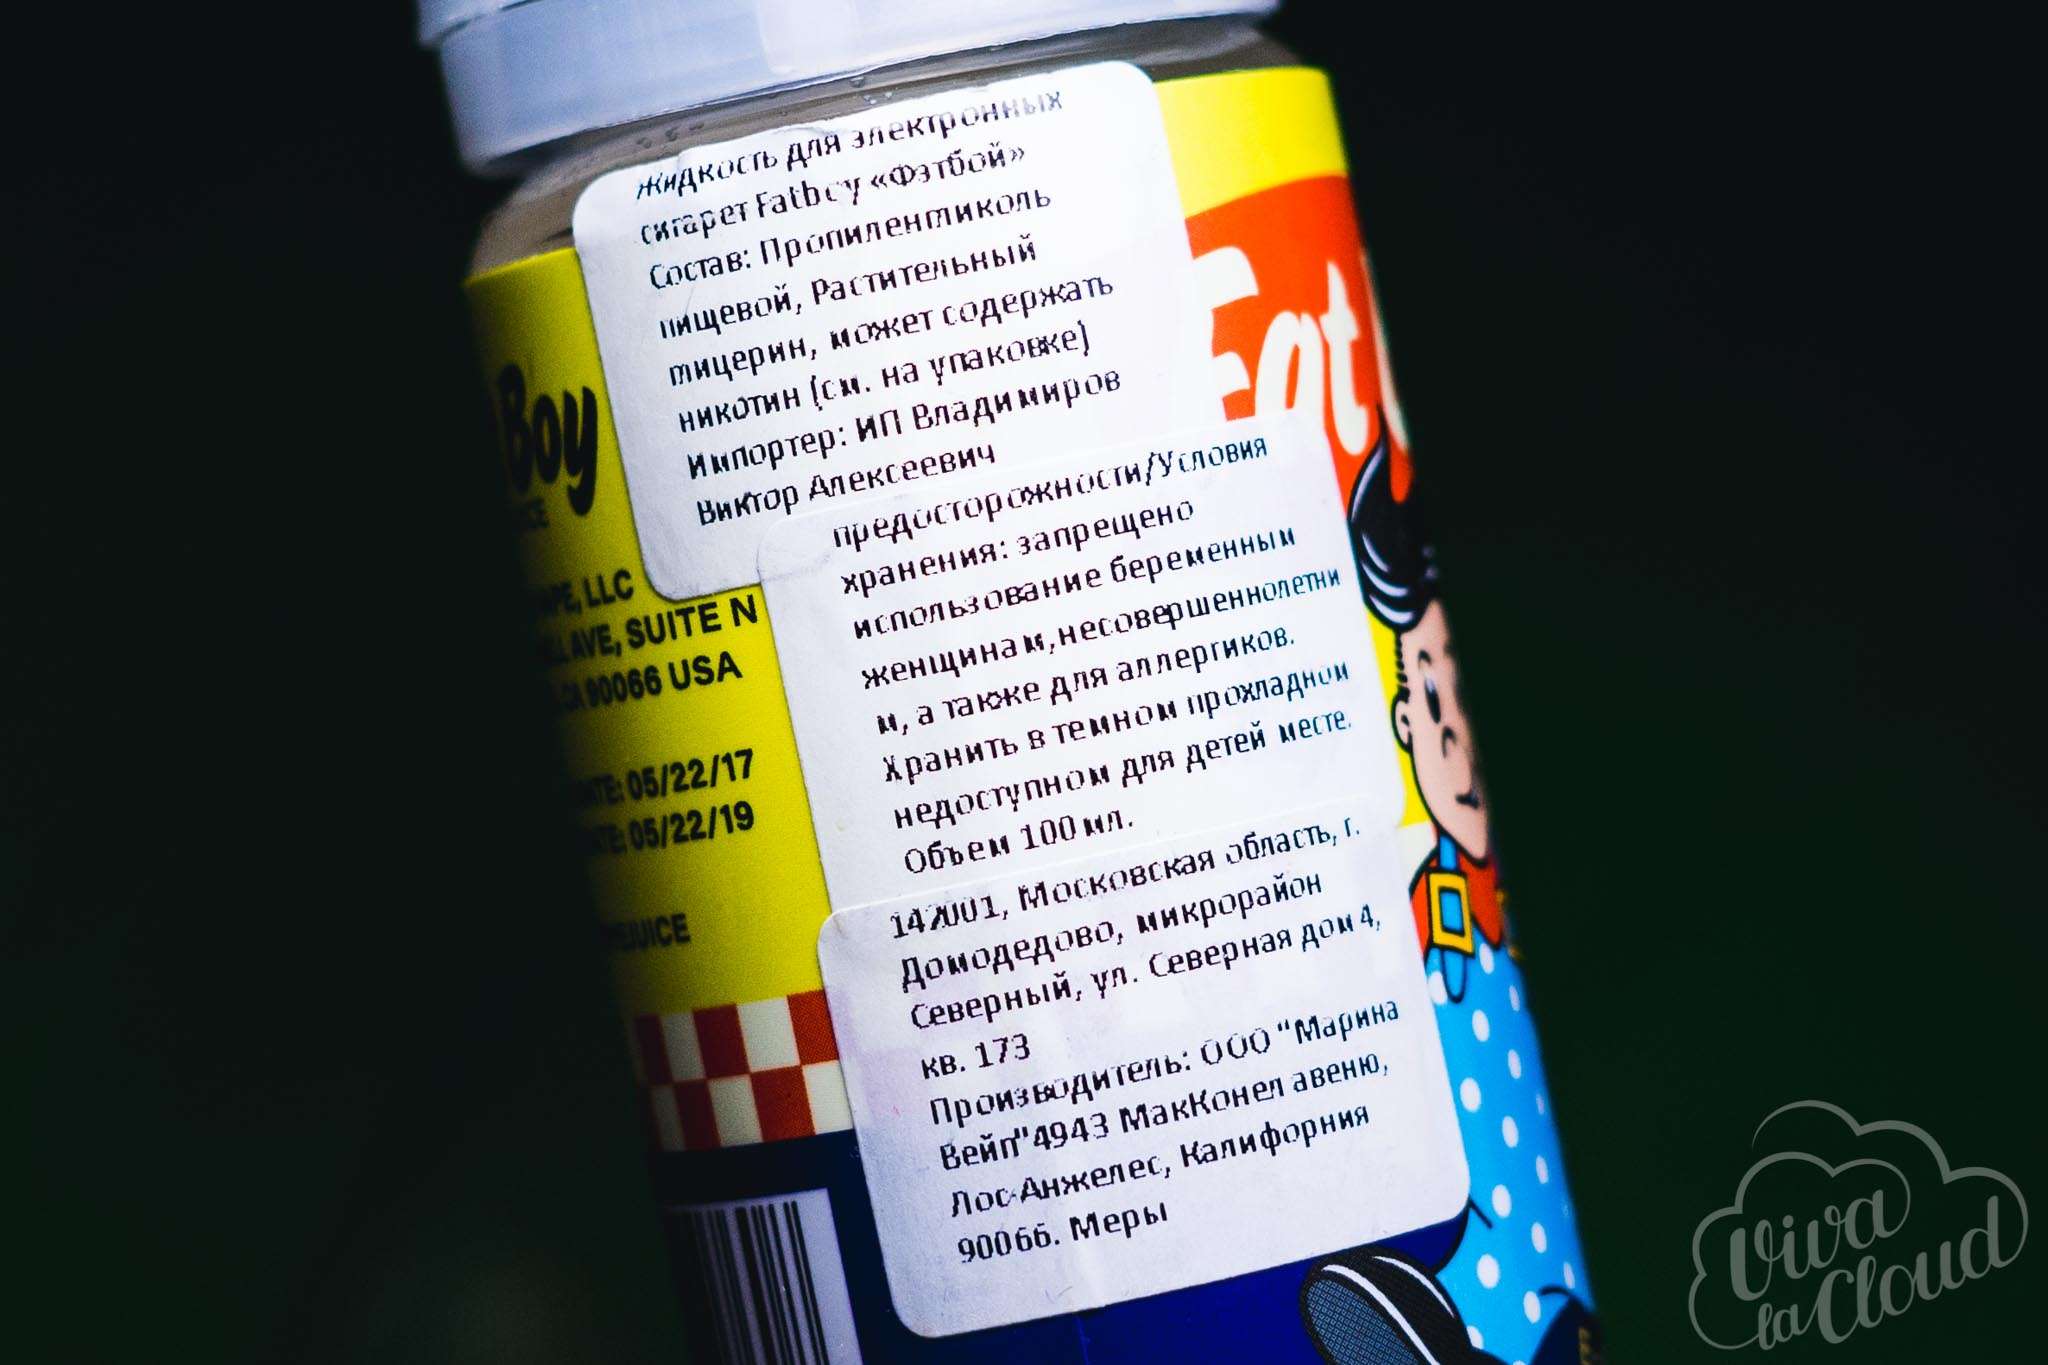 жидкость для электронных
сигарет Fatboy «Фэтбой»
Состав: Пропиленгликоль
пищевой, Растительный
глицерин, может содержать
никотин (см. на упаковке)
Импортер: ИП Владимиров
Виктор Алексеевич
предосторожности/Условия
хранения: запрещено
использование беременным
женщинам,несовершеннолетни
м, а также для аллергиков.
Хранить в темном прохладном
недоступном для детей месте.
Объем 100 мл.
142001, Московская область, г.
Домодедово, микрорайон
Северный, ул. Северная дом 4,
кв. 173
Производитель: ООО "Марина
Вейп"4943 МакКонел авеню,
Лос-Анжелес, Калифорния
90066. Меры
Boy
LLC
AVE, SUITE N
90066 USA
05/22/17
05/22/19
Fat
Viva
la Cloud